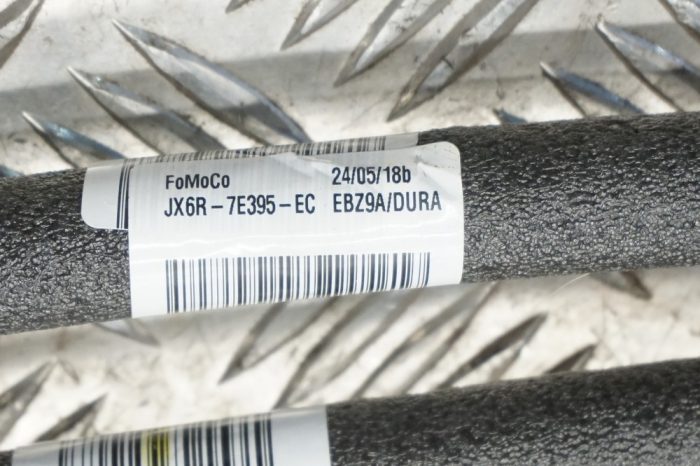 FoMoCo 24/05/18b
JX6R-7E395-EC EBZ9A/DURA